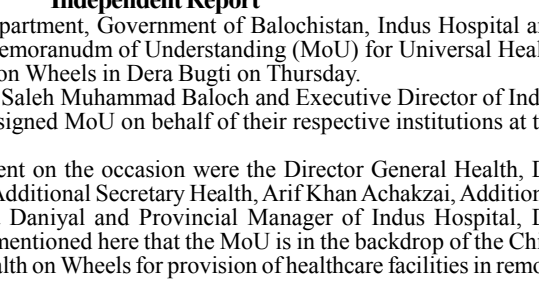 Independent Report
partment, Government of Balochistan, Indus Hospital a
emoranudm of Understanding (MoU) for Universal Heal
on Wheels in Dera Bugti on Thursday.
Saleh Muhammad Baloch and Executive Director of Ind
signed MoU on behalf of their respective institutions at t
ent on the occasion were the Director General Health, D
Additional Secretary Health, Arif Khan Achakzai, Addition
Daniyal and Provincial Manager of Indus Hospital, D
mentioned here that the MoU is in the backdrop of the Chi
alth on Wheels for provision of healthcare facilities in remo